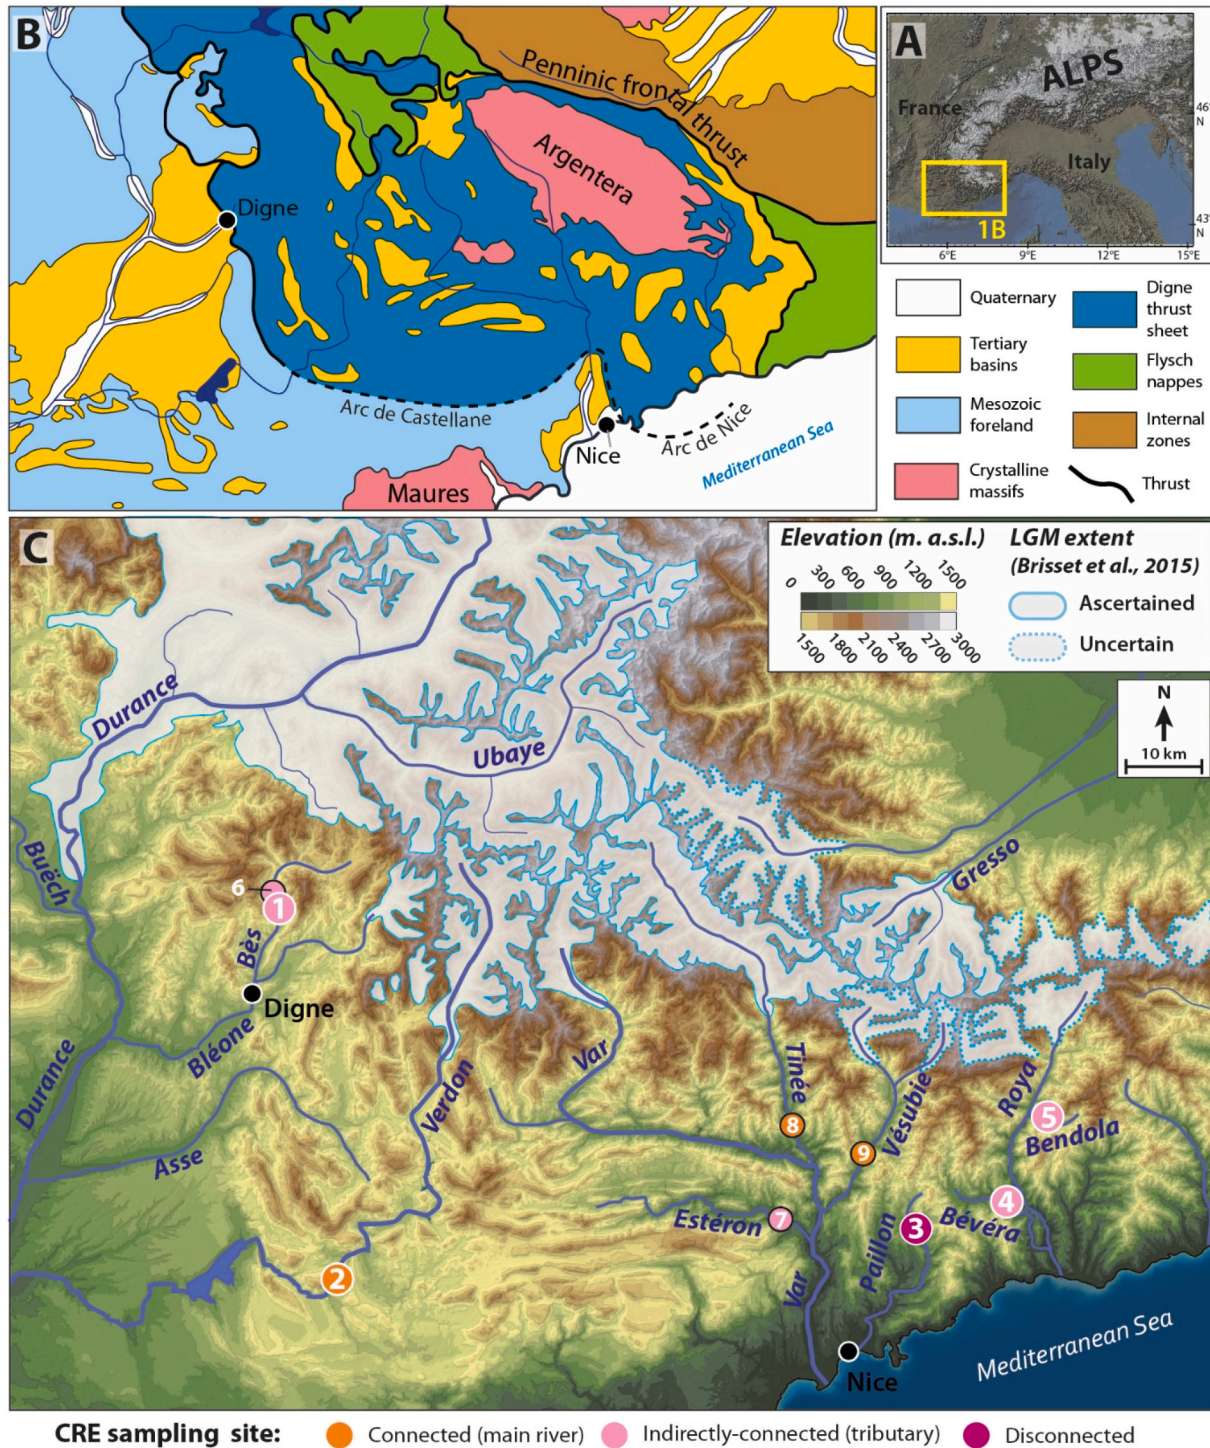 B
Penninic frontal thrust
Argentera
Digne
Arc de Castellane
Arc de Nice
Nice
Mediterranean Sea
Maures
A
ALPS
France
Italy
1B
46°
N
43°
N
6°E
9°E
12°E
15°E
Quaternary
Tertiary
basins
Mesozoic
foreland
Crystalline
massifs
Digne
thrust
sheet
Flysch
nappes
Internal
zones
Thrust
C
Elevation (m. a.s.l.)
0 300 600 900 1200 1500
1500 1800 2100 2400 2700 3000
LGM extent
(Brisset et al., 2015)
Ascertained
Uncertain
N
10 km
Durance
Ubaye
Buëch
Gresso
6
1
Bès
Digne
Bléone
Durance
Verdon
Var
Tinée
Vésubie
Roya
8
5
Bendola
9
Asse
4
Estéron
7
Paillon
3
Bévéra
Var
2
Nice
Mediterranean Sea
CRE sampling site:
Connected (main river)
Indirectly-connected (tributary)
Disconnected